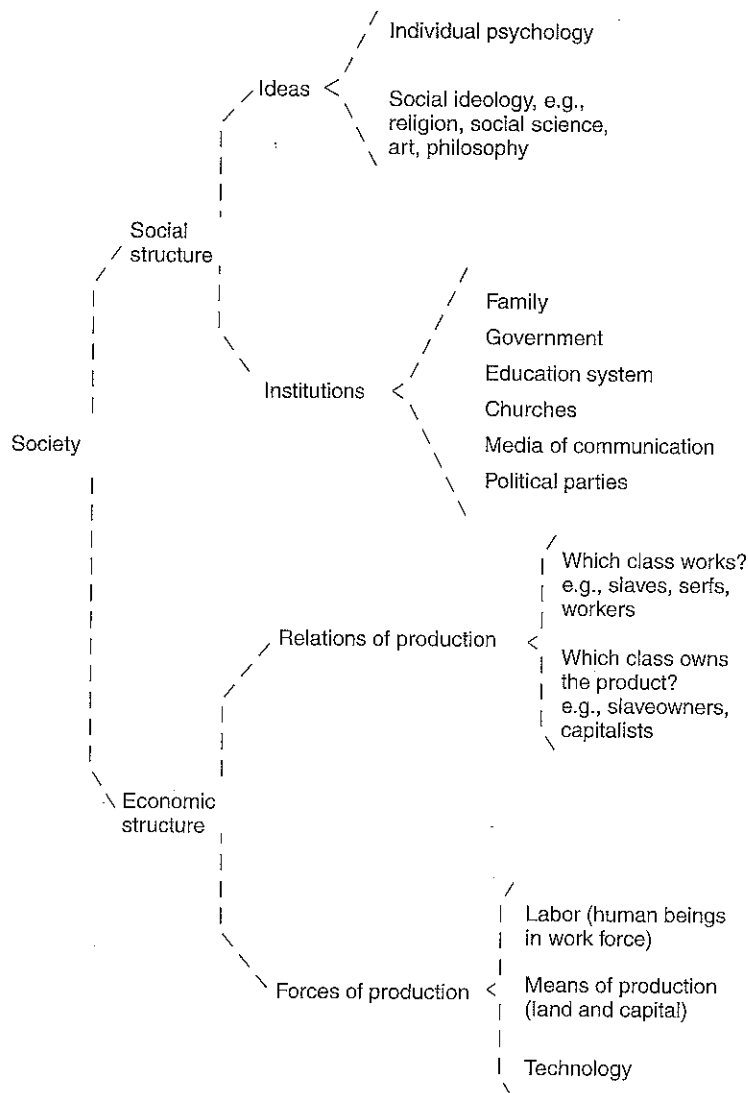 Individual psychology
Ideas
Social ideology, e.g.,
religion, social science,
art, philosophy
Social
structure
Family
Government
Institutions
Education system
Churches
Society
Media of communication
Political parties
Which class works?
e.g., slaves, serfs,
workers
Relations of production
Which class owns
the product?
e.g., slaveowners,
capitalists
Economic
structure
Labor (human beings
in work force)
Forces of production
Means of production
(land and capital)
Technology